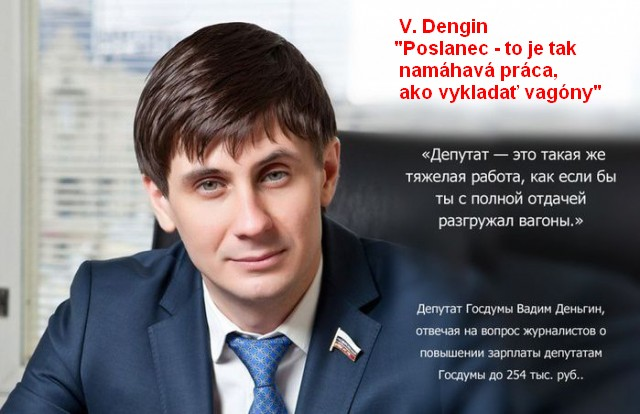 V. Dengin
"Poslanec - to je tak
namáhavá práca,
ako vykladať vagóny"
«Депутат — это такая же
тяжелая работа, как если бы
ты с полной отдачей
разгружал вагоны.»
Депутат Госдумы Вадим Деньгин,
отвечая на вопрос журналистов о
повышении зарплаты депутатам
Госдумы до 254 тыс. руб..